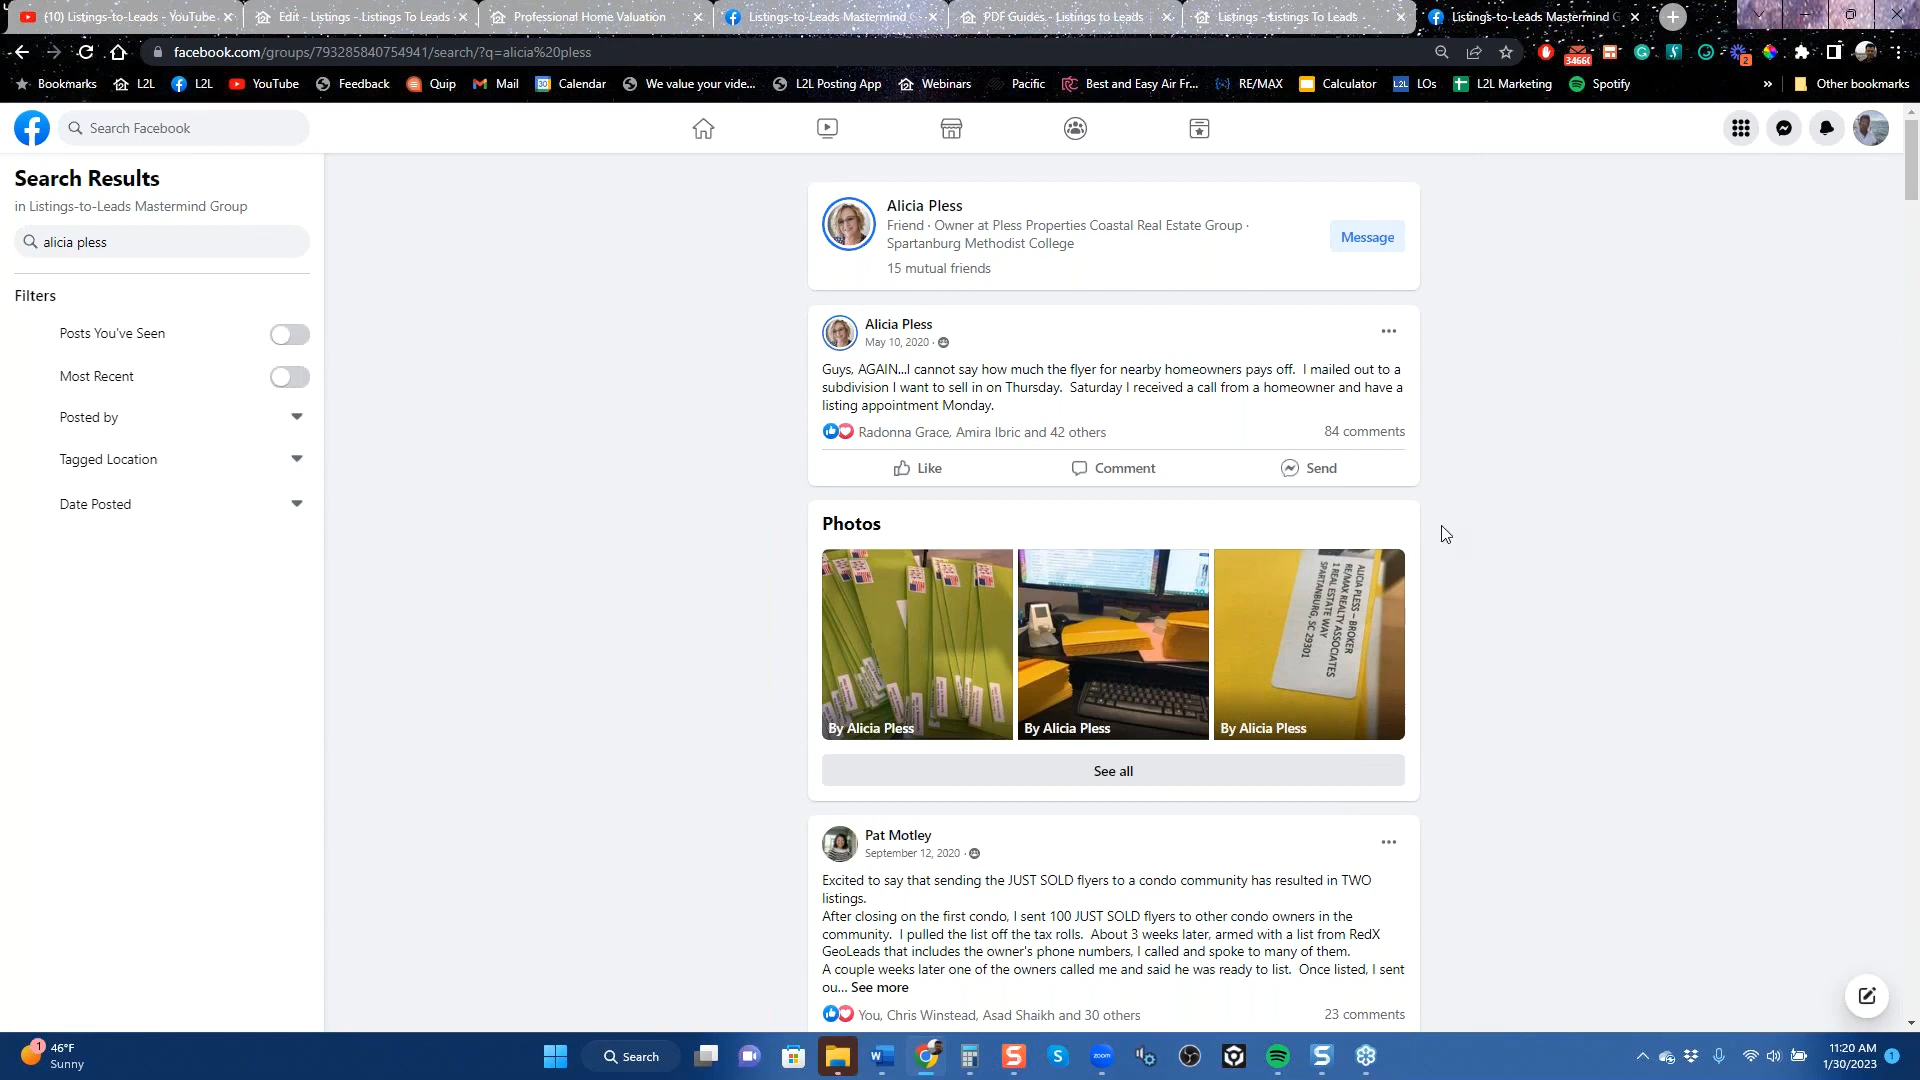 (10) Listings-to-Leads - YouTube
Edit - Listings - Listings To Leads
Professional Home Valuation
Listings-to-Leads Mastermind G
PDF Guides - Listings to Leads
Listings - Listings To Leads
Listings-to-Leads Mastermind G
facebook.com/groups/793285840754941/search/?q=alicia%20pless
Bookmarks
L2L
L2L
YouTube
Feedback
Quip
Mail
Calendar
We value your vide...
L2L Posting App
Webinars
Pacific
Best and Easy Air Fr...
RE/MAX
Calculator
LOs
L2L Marketing
Spotify
»
Other bookmarks
Search Facebook
Search Results
in Listings-to-Leads Mastermind Group
alicia pless
Filters
Posts You've Seen
Most Recent
Posted by
Tagged Location
Date Posted
Alicia Pless
Friend · Owner at Pless Properties Coastal Real Estate Group ·
Spartanburg Methodist College
15 mutual friends
Message
Alicia Pless
May 10, 2020 ·
Guys, AGAIN...I cannot say how much the flyer for nearby homeowners pays off. I mailed out to a
subdivision I want to sell in on Thursday. Saturday I received a call from a homeowner and have a
listing appointment Monday.
Radonna Grace, Amira Ibric and 42 others
84 comments
Like
Comment
Send
Photos
By Alicia Pless
By Alicia Pless
ALICIA PLESS – BROKER
RE/MAX REALTY ASSOCIATES
1 REAL ESTATE WAY
SPARTANBURG, SC 29301
By Alicia Pless
See all
Pat Motley
September 12, 2020 ·
Excited to say that sending the JUST SOLD flyers to a condo community has resulted in TWO
listings.
After closing on the first condo, I sent 100 JUST SOLD flyers to other condo owners in the
community. I pulled the list off the tax rolls. About 3 weeks later, armed with a list from RedX
GeoLeads that includes the owner's phone numbers, I called and spoke to many of them.
A couple weeks later one of the owners called me and said he was ready to list. Once listed, I sent
ou... See more
You, Chris Winstead, Asad Shaikh and 30 others
23 comments
46°F
Sunny
Search
11:20 AM
1/30/2023